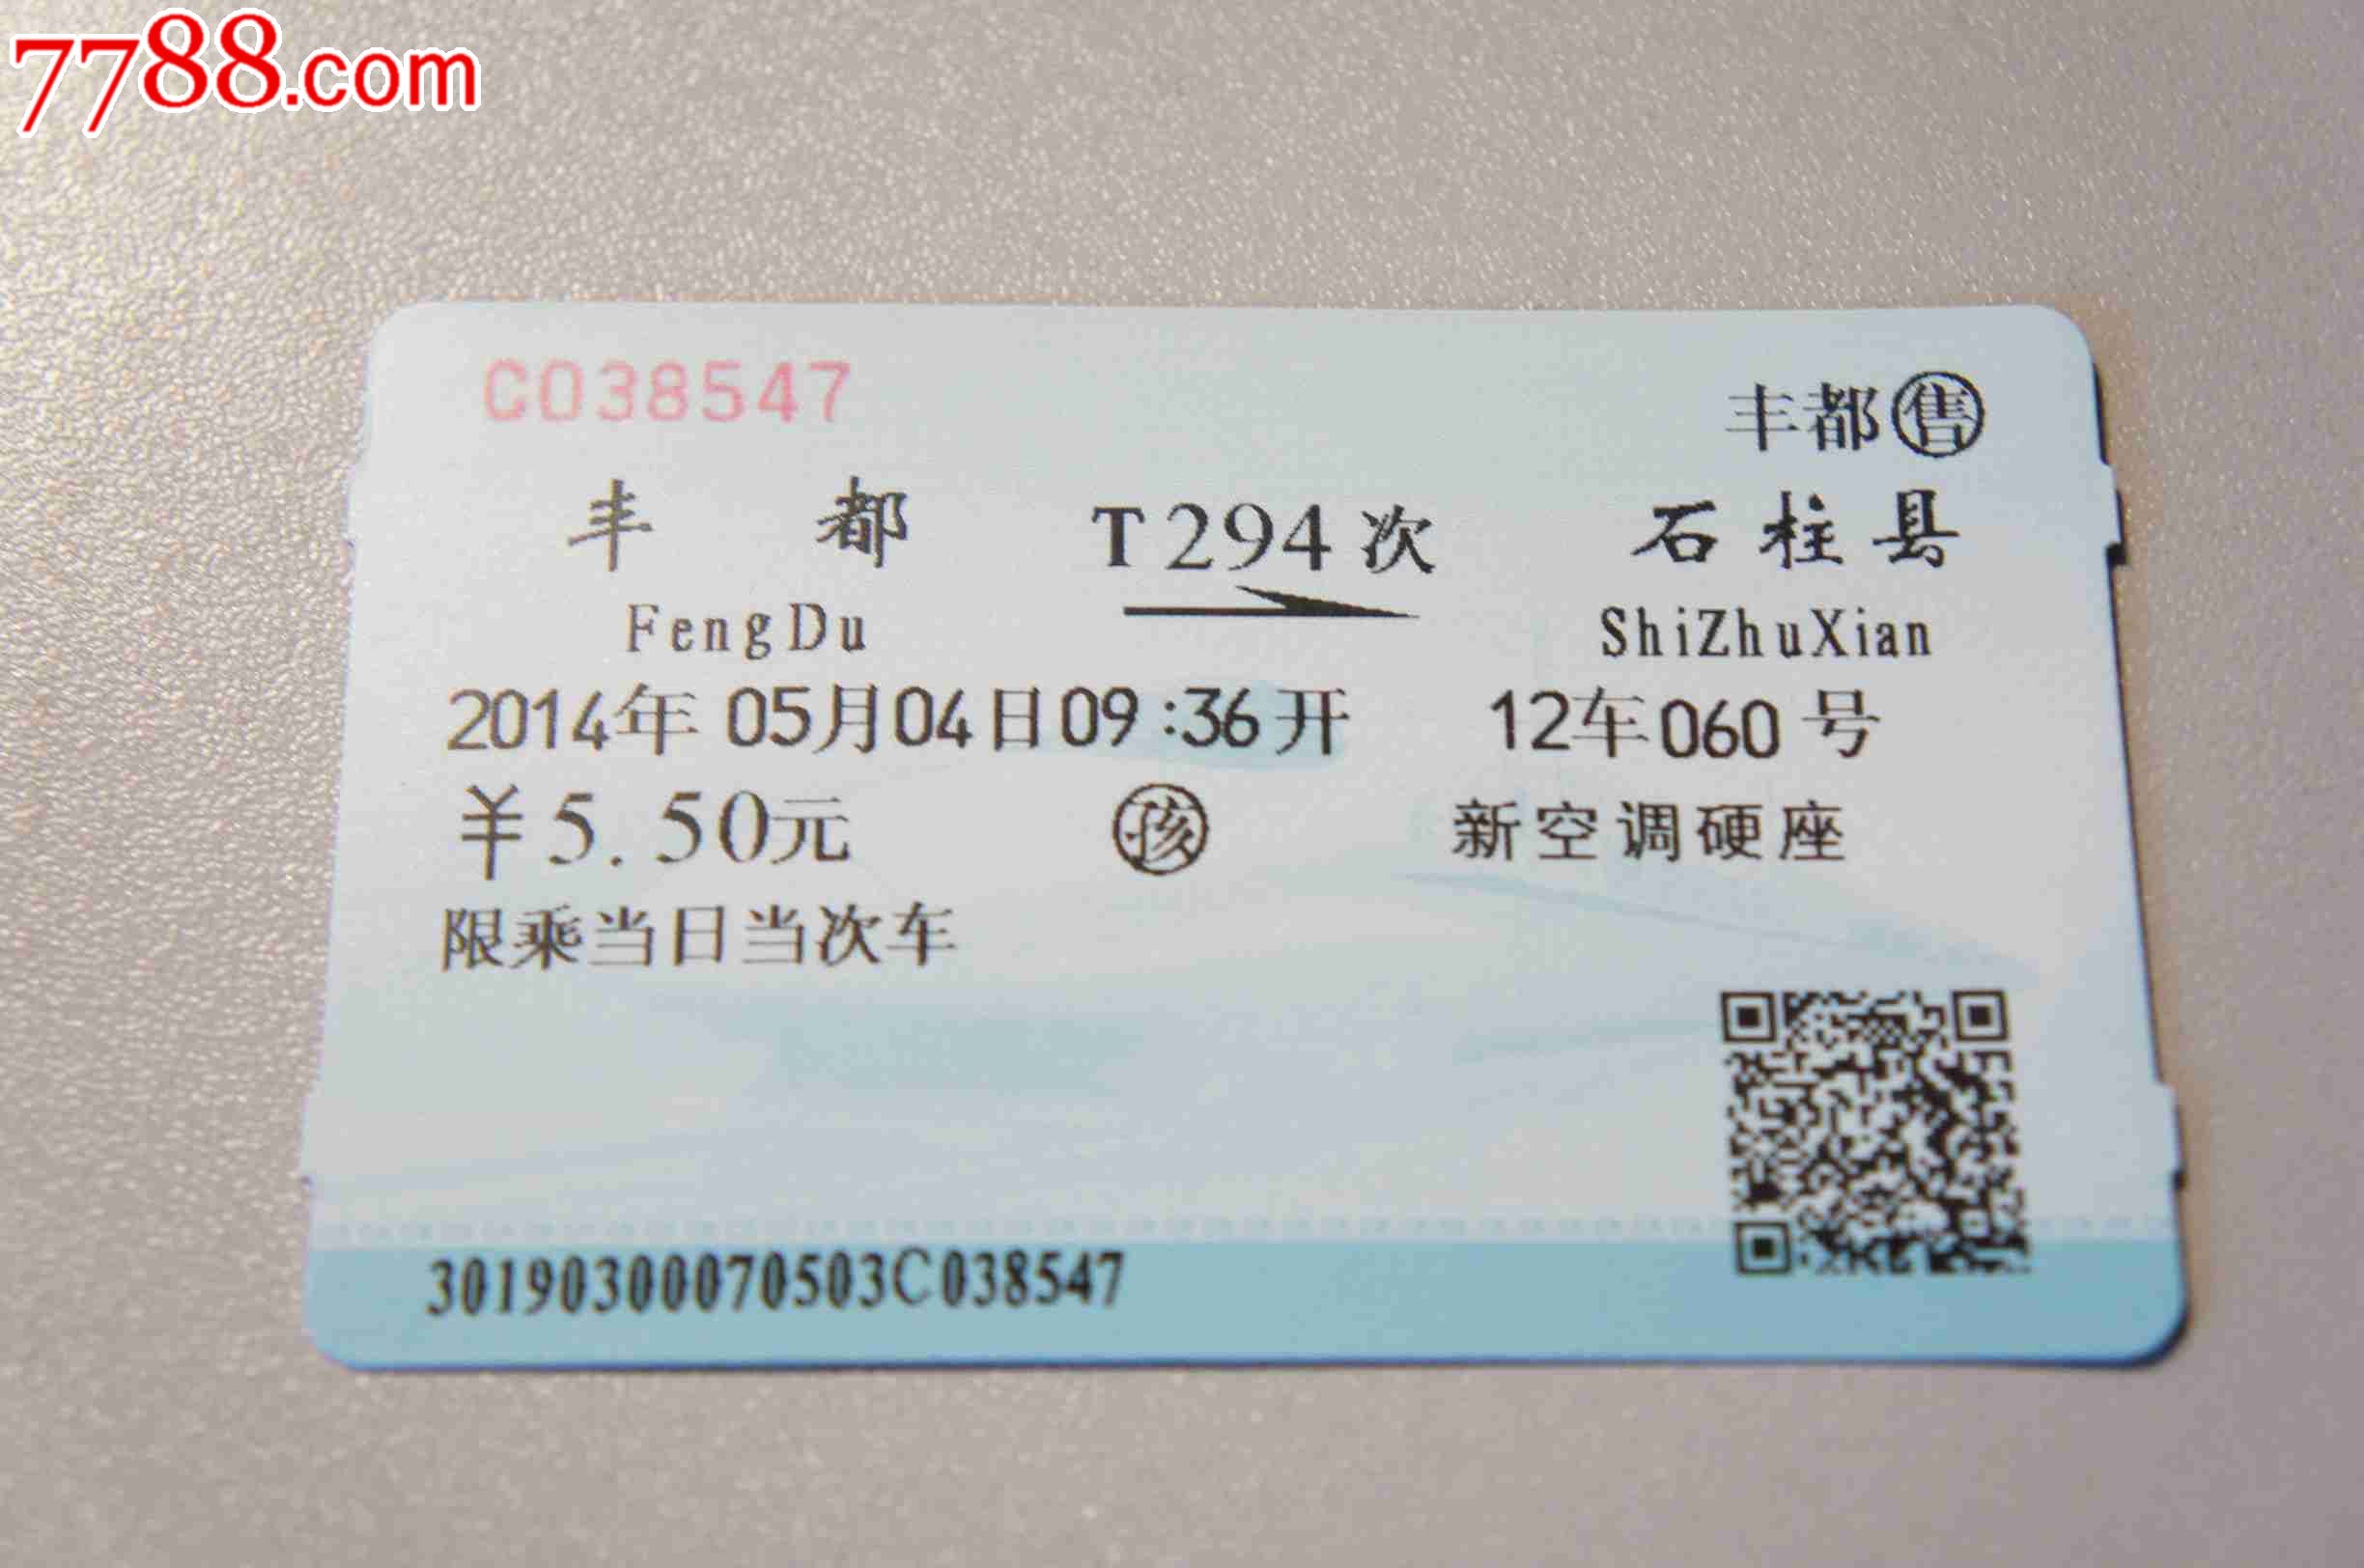 7788.com
C038547
丰都售
丰都 T294次 石柱县
FengDu ShiZhuXian
2014年05月04日09:36开 12车060号
¥5.50元 孩 新空调硬座
限乘当日当次车
30190300070503C038547